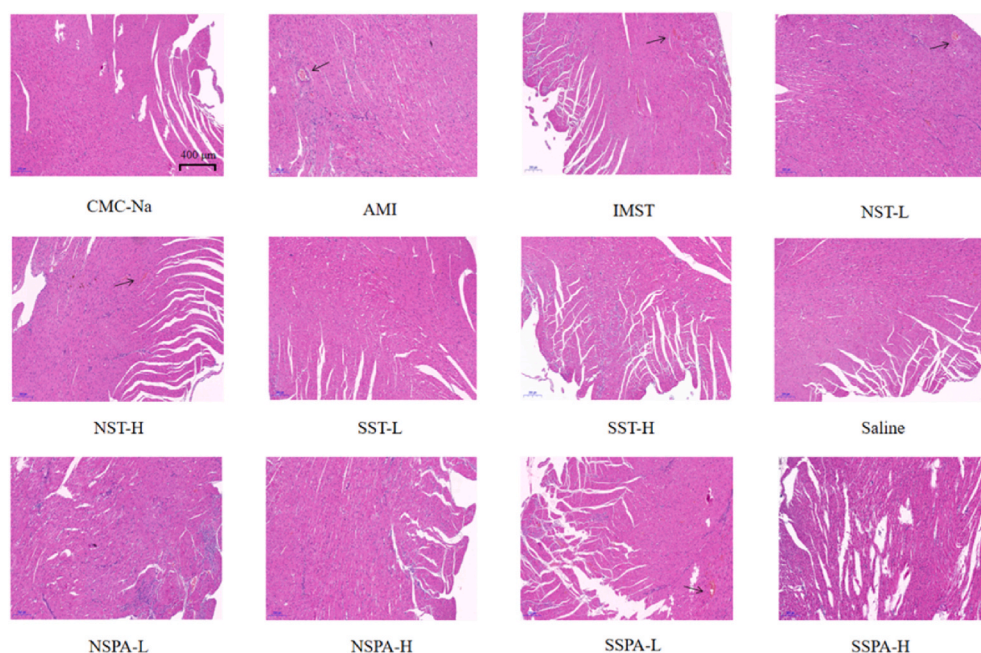 400 µm
CMC-Na
AMI
IMST
NST-L
NST-H
SST-L
SST-H
Saline
NSPA-L
NSPA-H
SSPA-L
SSPA-H